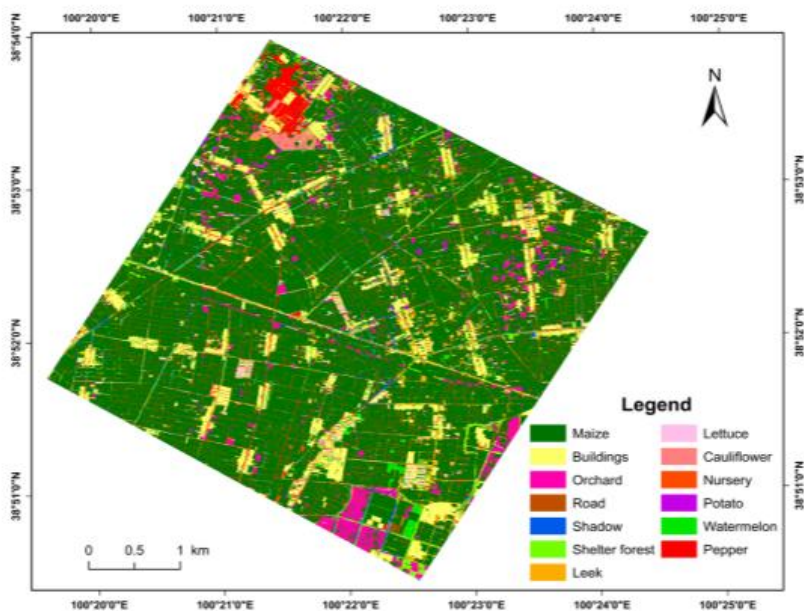 100°20'0"E 100°21'0"E 100°22'0"E 100°23'0"E 100°24'0"E
38°54'0"N
N
38°53'0"N 38°53'0"N
38°52'0"N 38°52'0"N
Legend
Maize Lettuce
Buildings Cauliflower
Orchard Nursery
Road Potato
Shadow Watermelon
Shelter forest Pepper
Leek
38°51'0"N 38°51'0"N
0 0.5 1 km
100°20'0"E 100°21'0"E 100°22'0"E 100°23'0"E 100°24'0"E 100°25'0"E